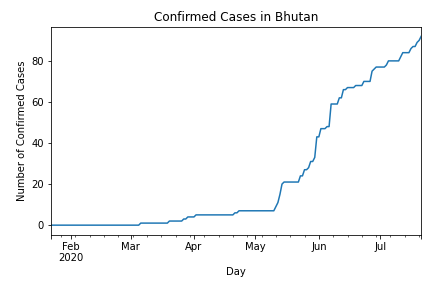 Confirmed Cases in Bhutan
Number of Confirmed Cases
80
60
40
20
0
Feb Mar Apr May Jun Jul
2020
Day